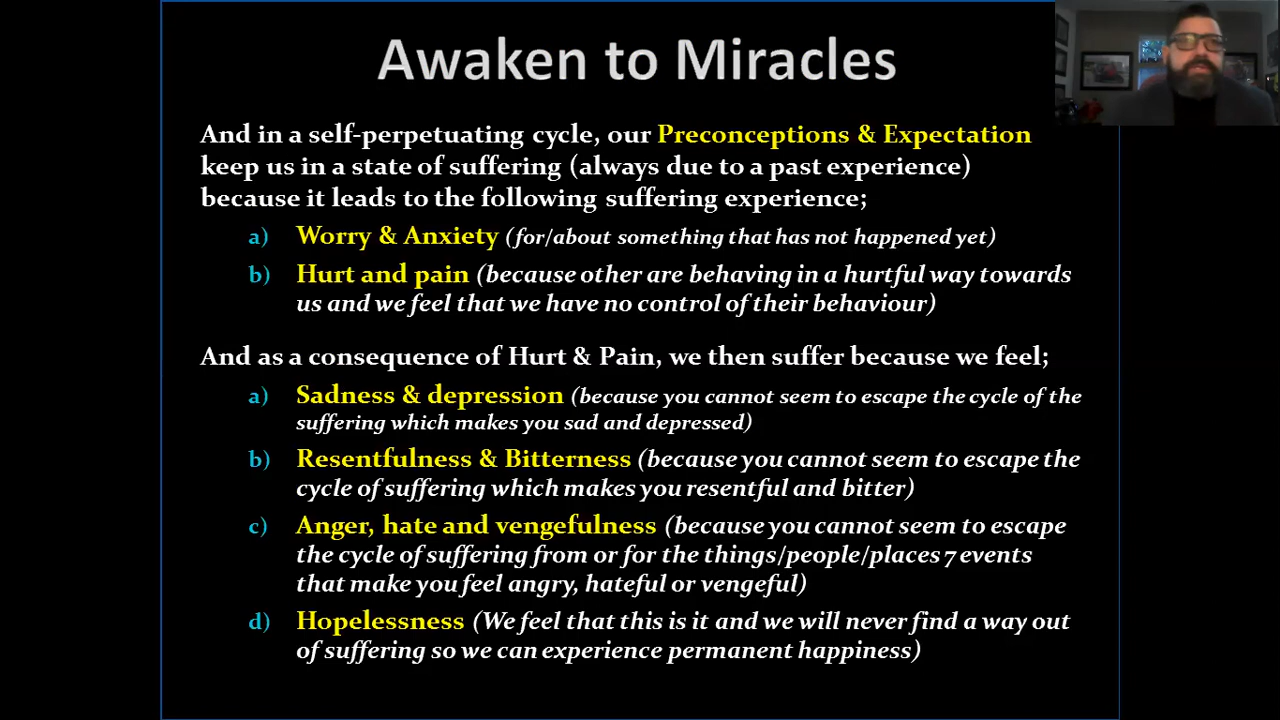 Awaken to Miracles
And in a self-perpetuating cycle, our Preconceptions & Expectation
keep us in a state of suffering (always due to a past experience)
because it leads to the following suffering experience;
a) Worry & Anxiety (for/about something that has not happened yet)
b) Hurt and pain (because other are behaving in a hurtful way towards
us and we feel that we have no control of their behaviour)
And as a consequence of Hurt & Pain, we then suffer because we feel;
a) Sadness & depression (because you cannot seem to escape the cycle of the
suffering which makes you sad and depressed)
b) Resentfulness & Bitterness (because you cannot seem to escape the
cycle of suffering which makes you resentful and bitter)
c) Anger, hate and vengefulness (because you cannot seem to escape
the cycle of suffering from or for the things/people/places 7 events
that make you feel angry, hateful or vengeful)
d) Hopelessness (We feel that this is it and we will never find a way out
of suffering so we can experience permanent happiness)